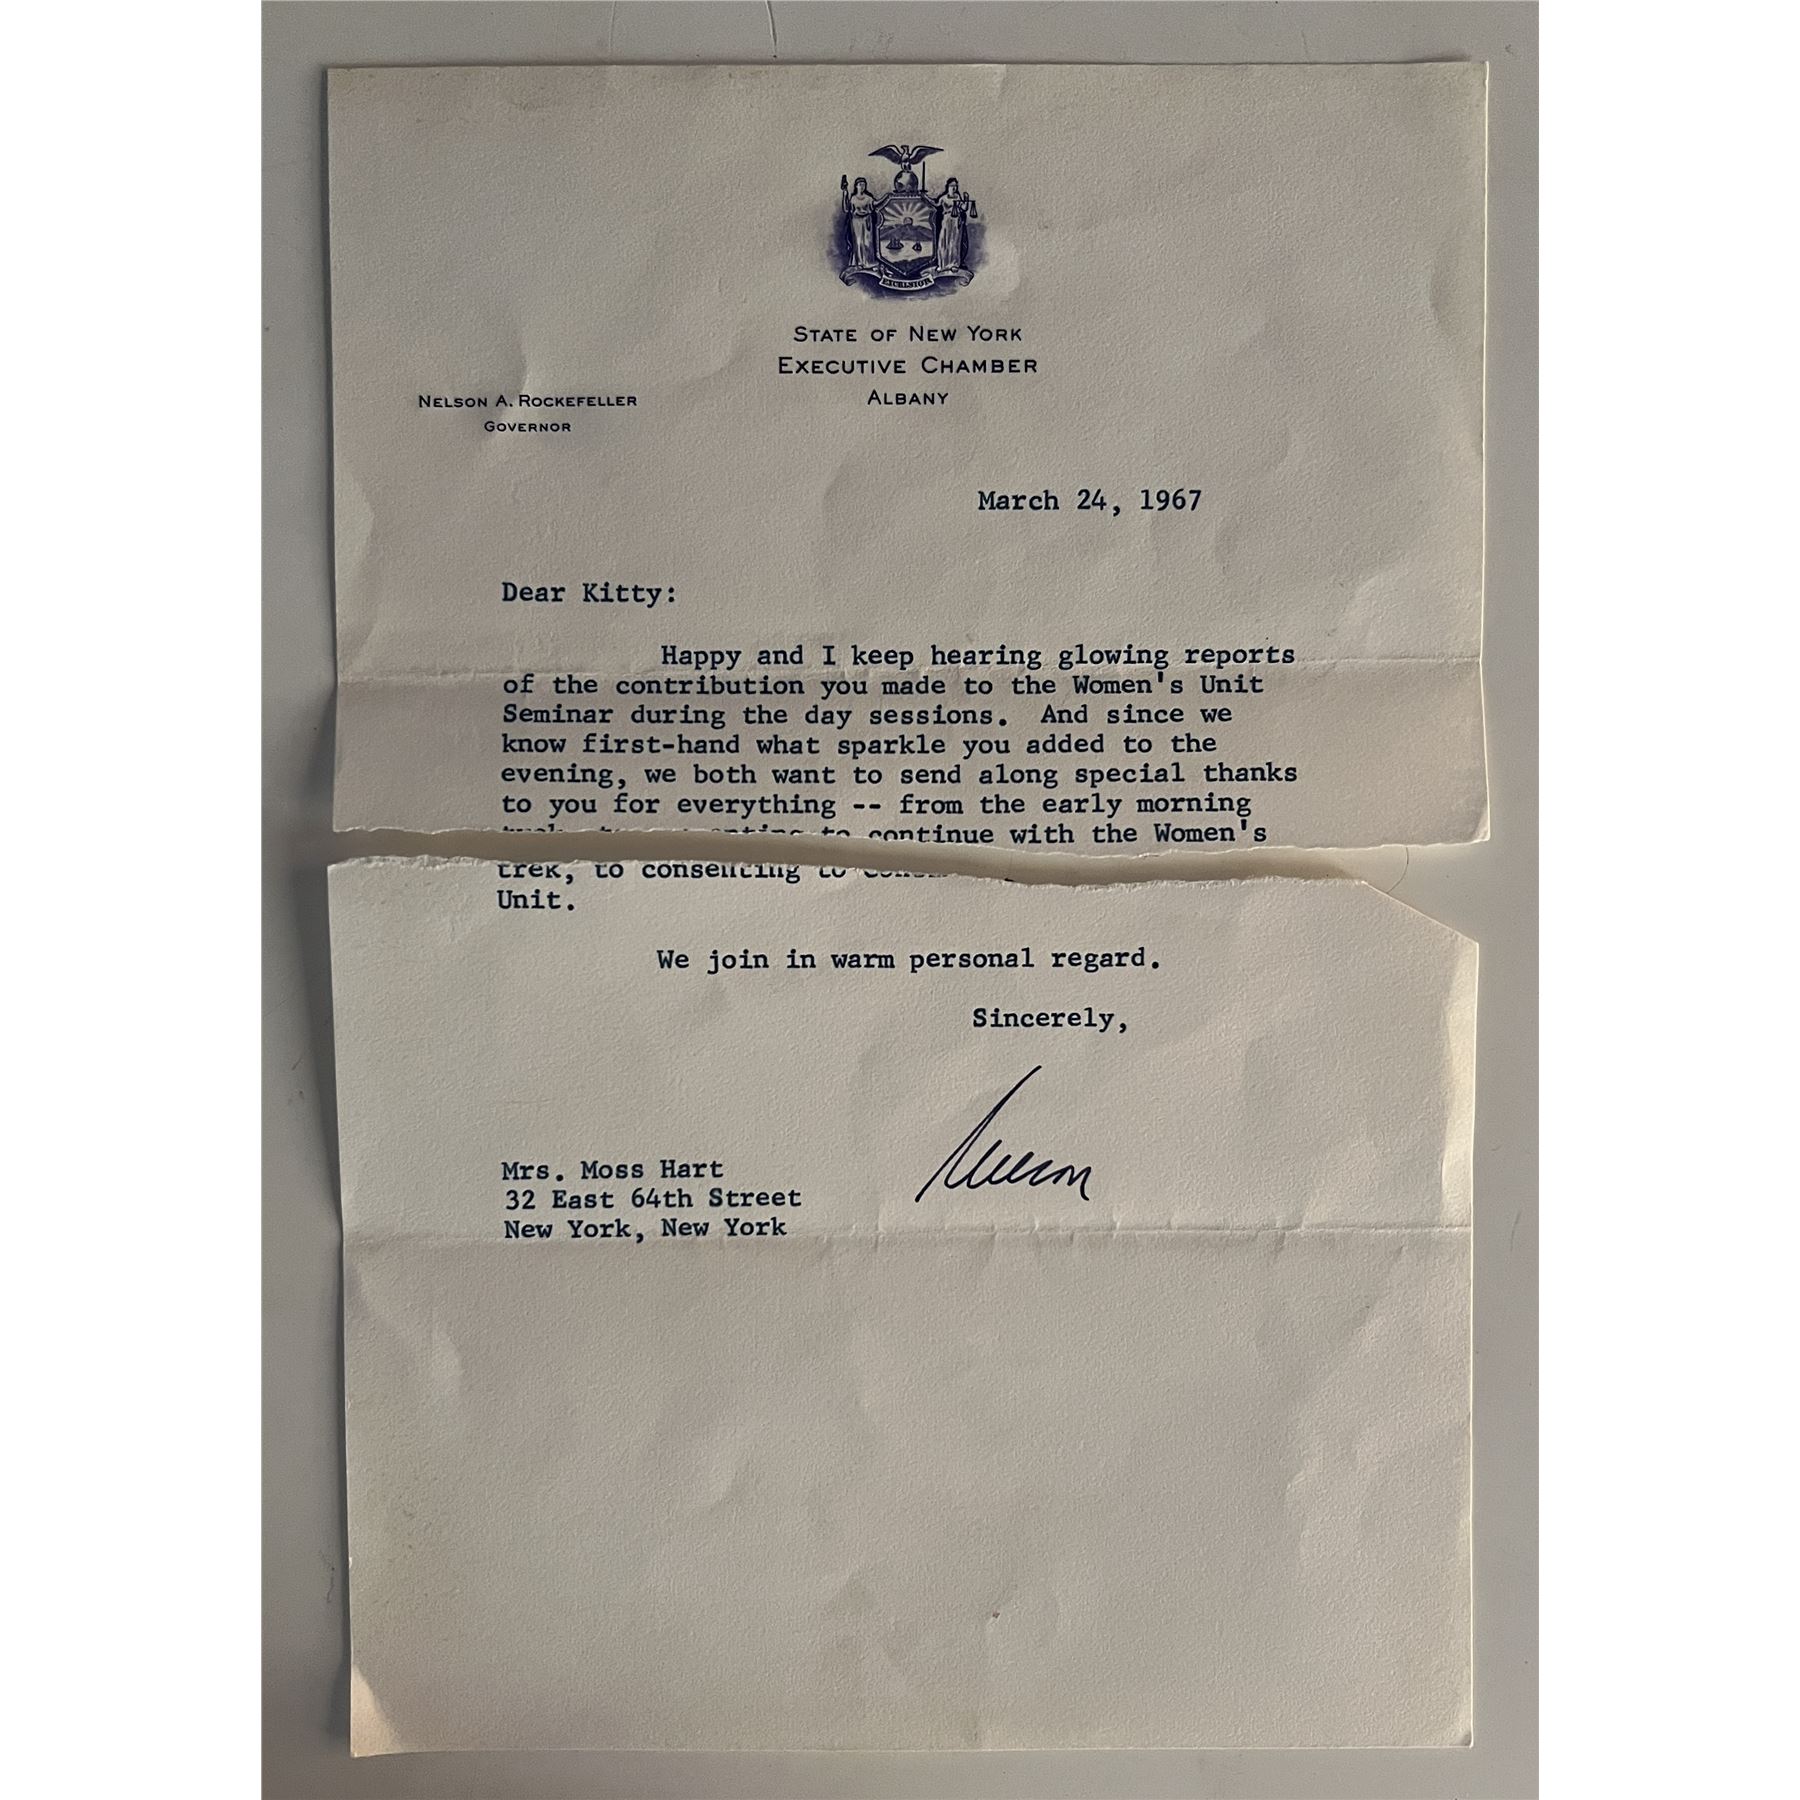 EXCELSIOR
STATE OF NEW YORK
EXECUTIVE CHAMBER
ALBANY
NELSON A. ROCKEFELLER
GOVERNOR
March 24, 1967
Dear Kitty:
Happy and I keep hearing glowing reports
of the contribution you made to the Women's Unit
Seminar during the day sessions. And since we
know first-hand what sparkle you added to the
evening, we both want to send along special thanks
to you for everything -- from the early morning
trek, to consenting to continue with the Women's
Unit.
We join in warm personal regard.
Sincerely,
Nelson
Mrs. Moss Hart
32 East 64th Street
New York, New York